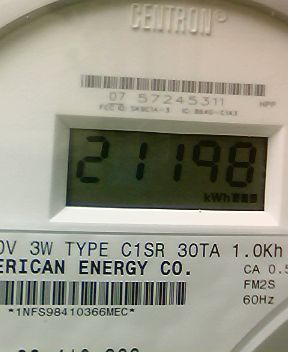 CENTRON®
07 57245311
HPP
21198
kWh
0V 3W TYPE C1SR 30TA 1.0Kh
ERICAN ENERGY CO.
CA 0.5
FM2S
60Hz
*1NFS98410366MEC*